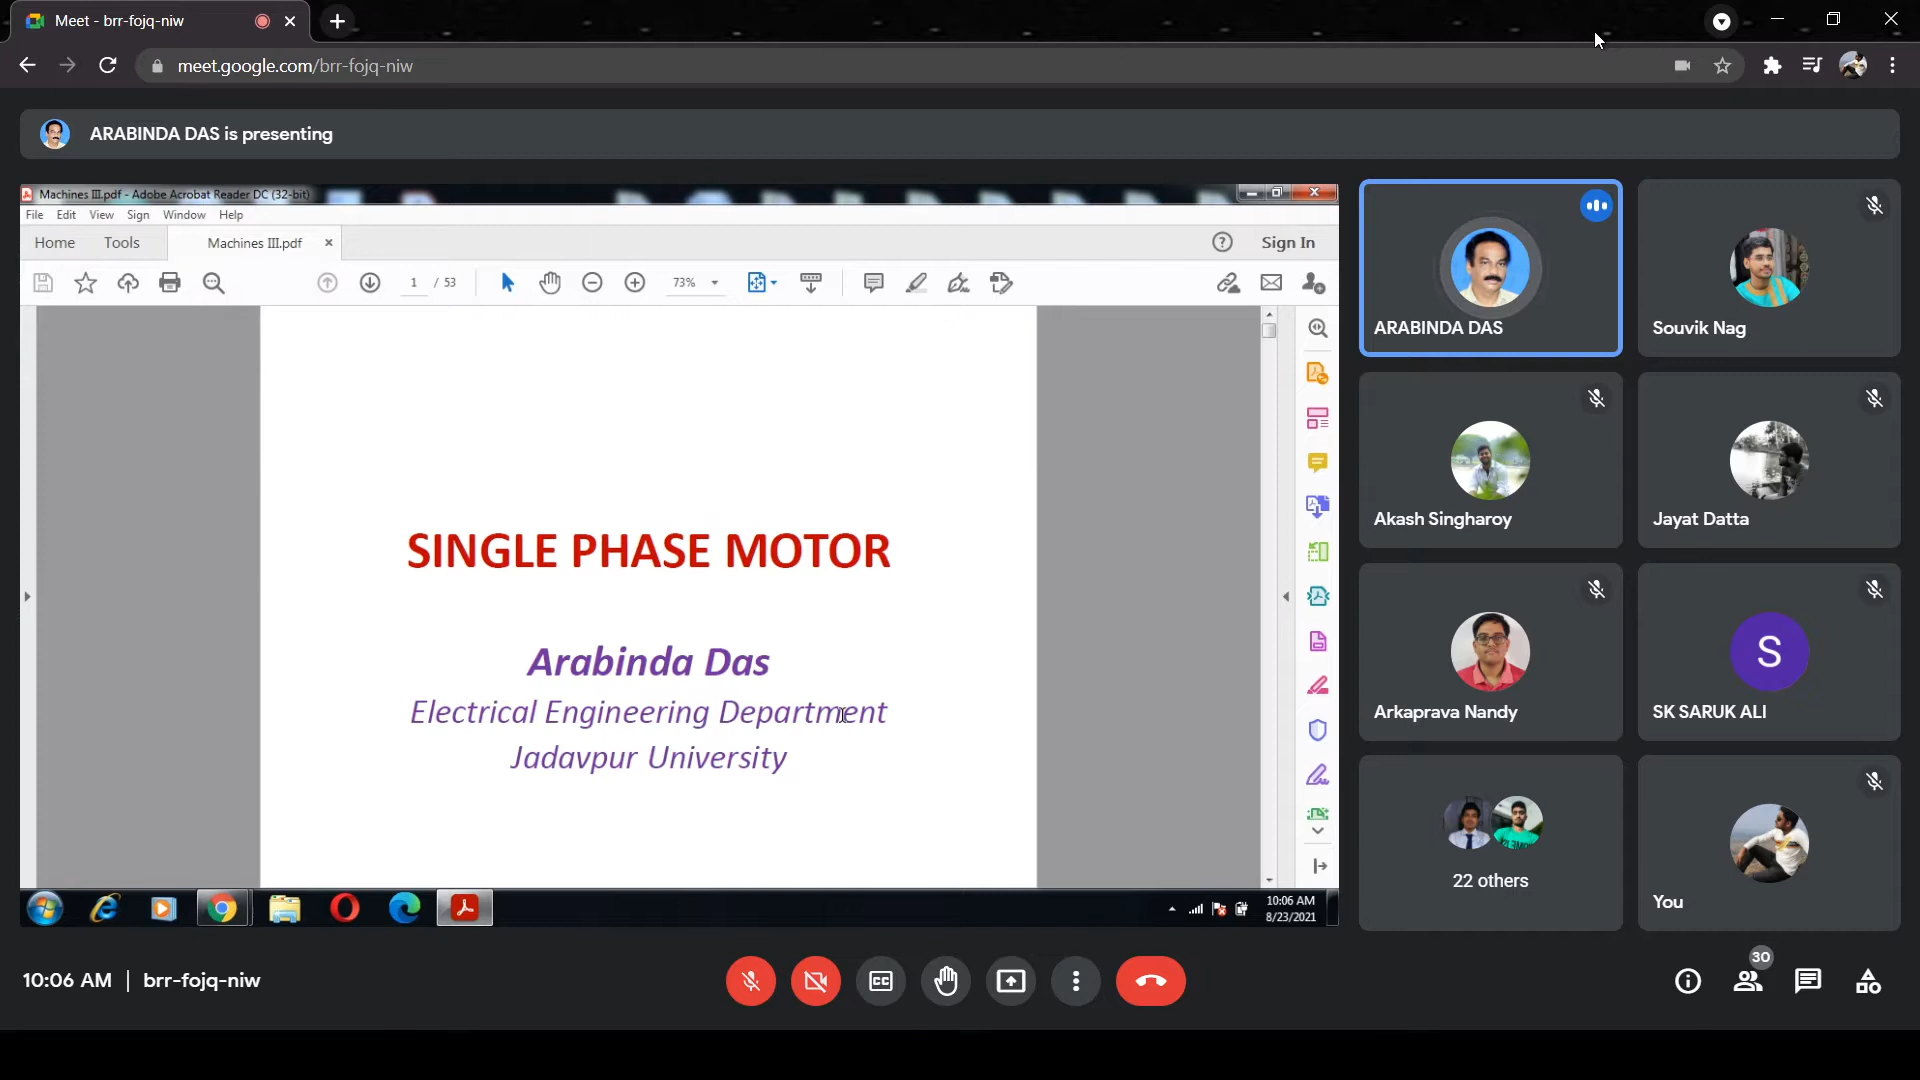 Meet - brr-fojq-niw
meet.google.com/brr-fojq-niw
ARABINDA DAS is presenting
Machines III.pdf - Adobe Acrobat Reader DC (32-bit)
File Edit View Sign Window Help
Home Tools Machines III.pdf × Sign In
1 / 53 73%
SINGLE PHASE MOTOR
Arabinda Das
Electrical Engineering Department
Jadavpur University
10:06 AM
8/23/2021
ARABINDA DAS
Souvik Nag
Akash Singharoy
Jayat Datta
Arkaprava Nandy
S
SK SARUK ALI
22 others
You
10:06 AM | brr-fojq-niw
30